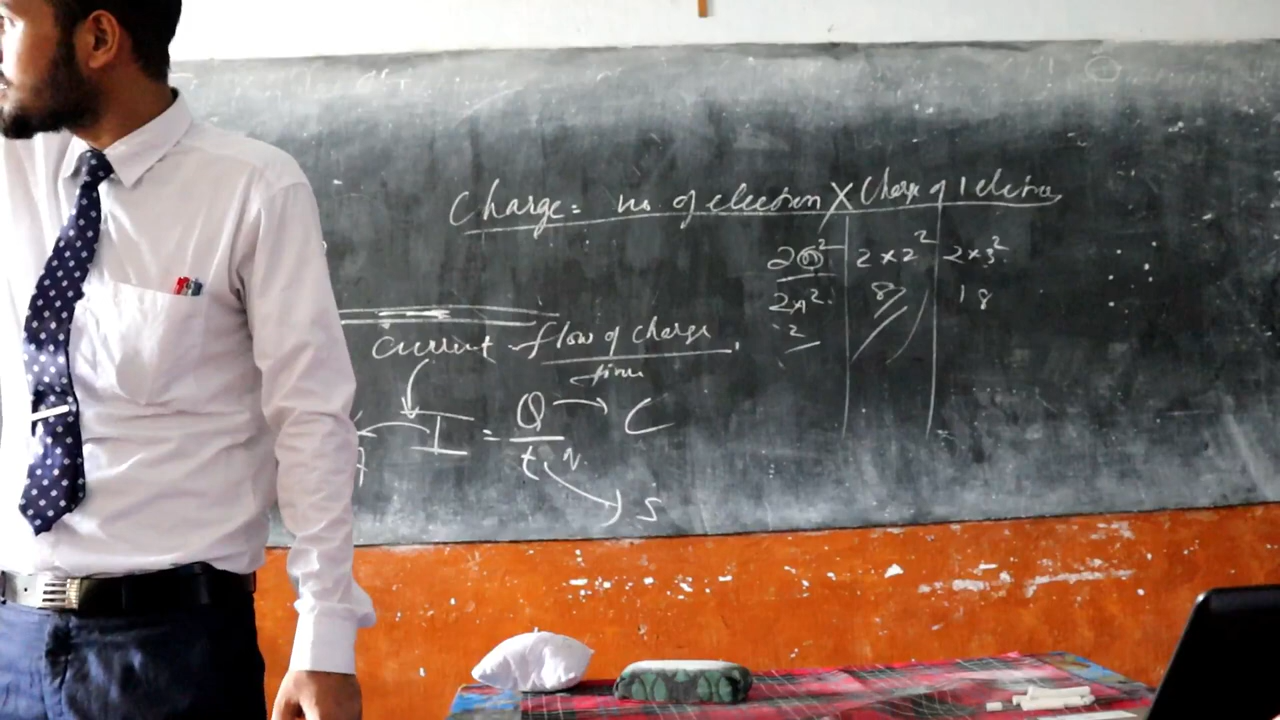 Charge = no. of electron X Charge of 1 electron
2 2 × 2² 2 × 3²
2n² 8 18
2
Current = flow of charge
time
I = Q C
A t s